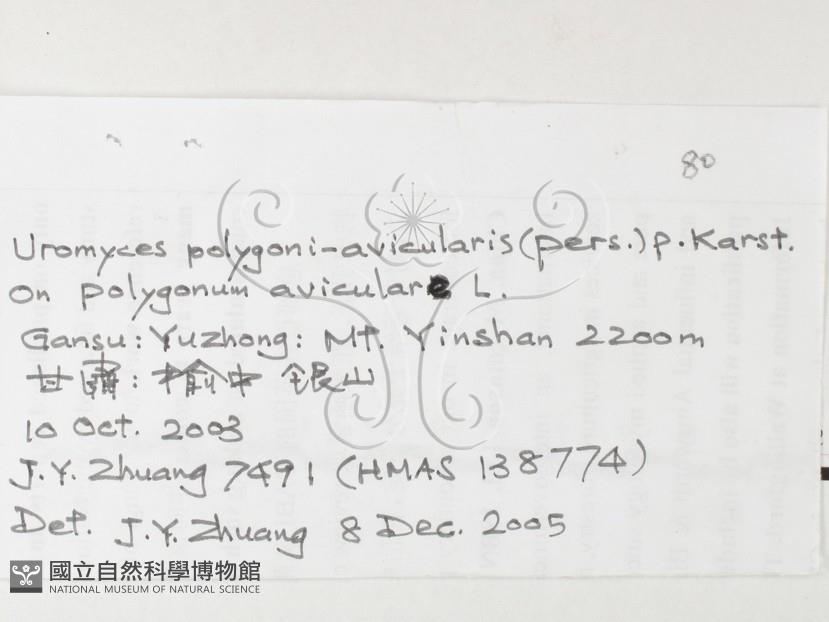 80
Uromyces polygoni-avicularis (pers.) p. Karst.
On polygonum aviculare L.
Gansu: Yuzhong: Mt. Yinshan 2200m
甘肅: 榆中 银山
10 Oct. 2003
J.Y. Zhuang 7491 (HMAS 138774)
Det. J.Y. Zhuang 8 Dec. 2005
國立自然科學博物館
NATIONAL MUSEUM OF NATURAL SCIENCE